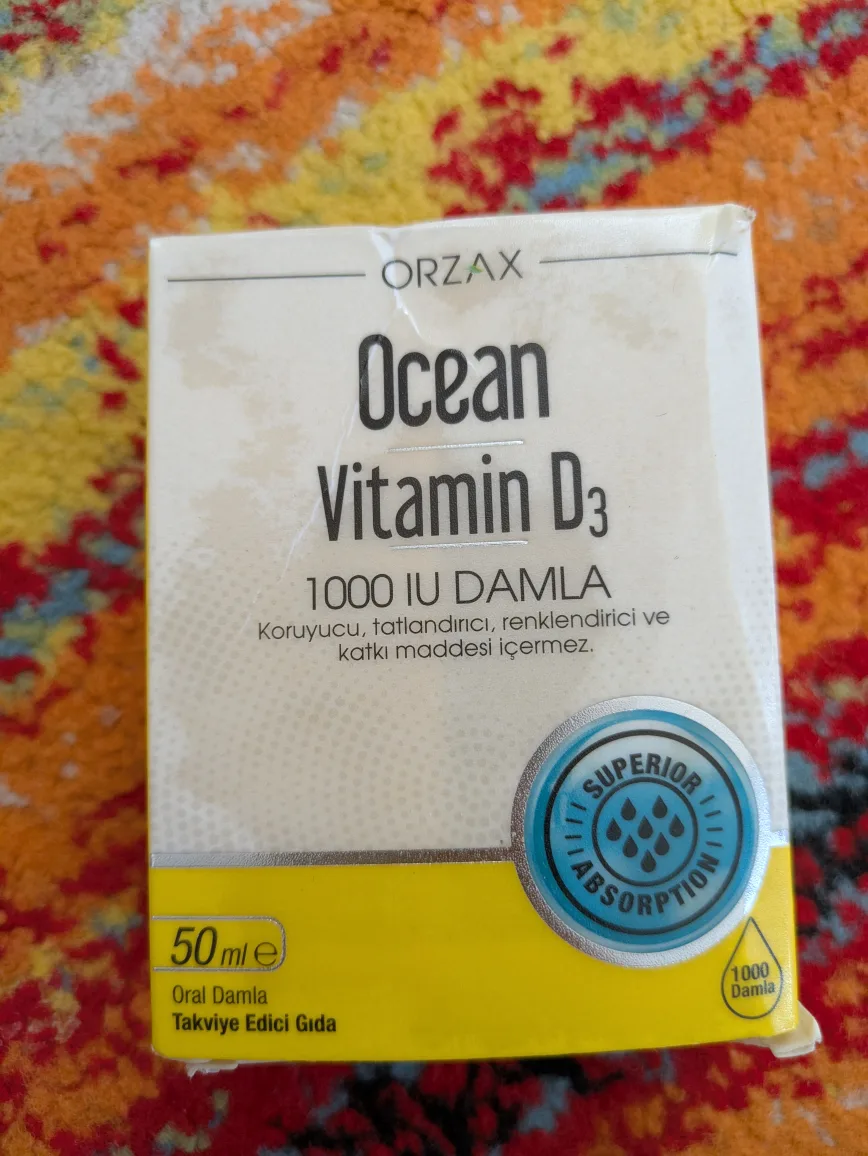 ORZAX
Ocean
Vitamin D3
1000 IU DAMLA
Koruyucu, tatlandırıcı, renklendirici ve
katkı maddesi içermez.
SUPERIOR
ABSORPTION
50 ml ℮
Oral Damla
Takviye Edici Gıda
1000
Damla